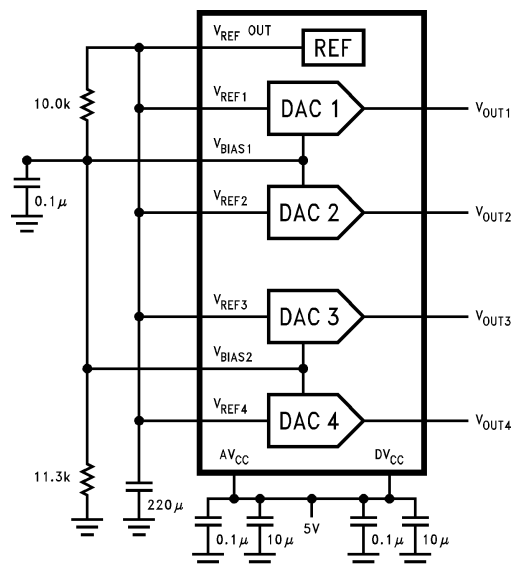 VREF OUT
REF
VREF1
10.0k
DAC 1
VOUT1
VBIAS1
0.1μ
VREF2
DAC 2
VOUT2
VREF3
DAC 3
VOUT3
VBIAS2
VREF4
DAC 4
VOUT4
11.3k
AVCC
DVCC
220μ
5V
0.1μ
10μ
0.1μ
10μ